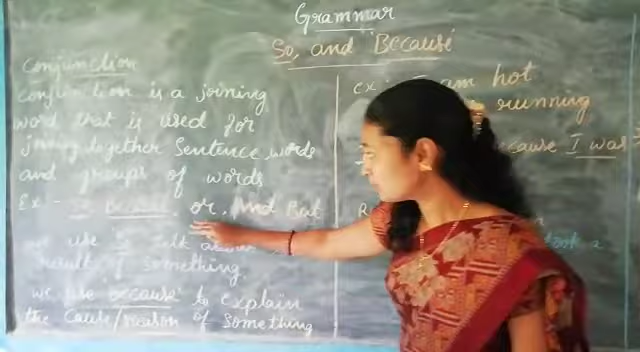 Grammar
So, and Because
Conjunction
Conjunction is a joining
word that is used for
joining together Sentence, words
and groups of words
Ex:- So Because, or, And But
we use So talk about
result of something.
we use because to explain
the Cause/reason of Something
ex:- I am hot
running
because I was
took a